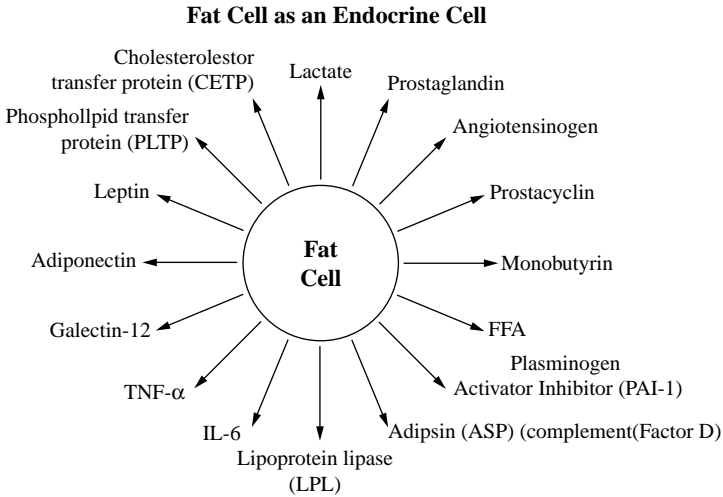 Fat Cell as an Endocrine Cell
Cholesterolestor
transfer protein (CETP)
Lactate
Prostaglandin
Phosphollpid transfer
protein (PLTP)
Angiotensinogen
Leptin
Prostacyclin
Adiponectin
Fat
Cell
Monobutyrin
Galectin-12
FFA
TNF-α
Plasminogen
Activator Inhibitor (PAI-1)
IL-6
Adipsin (ASP) (complement(Factor D)
Lipoprotein lipase
(LPL)